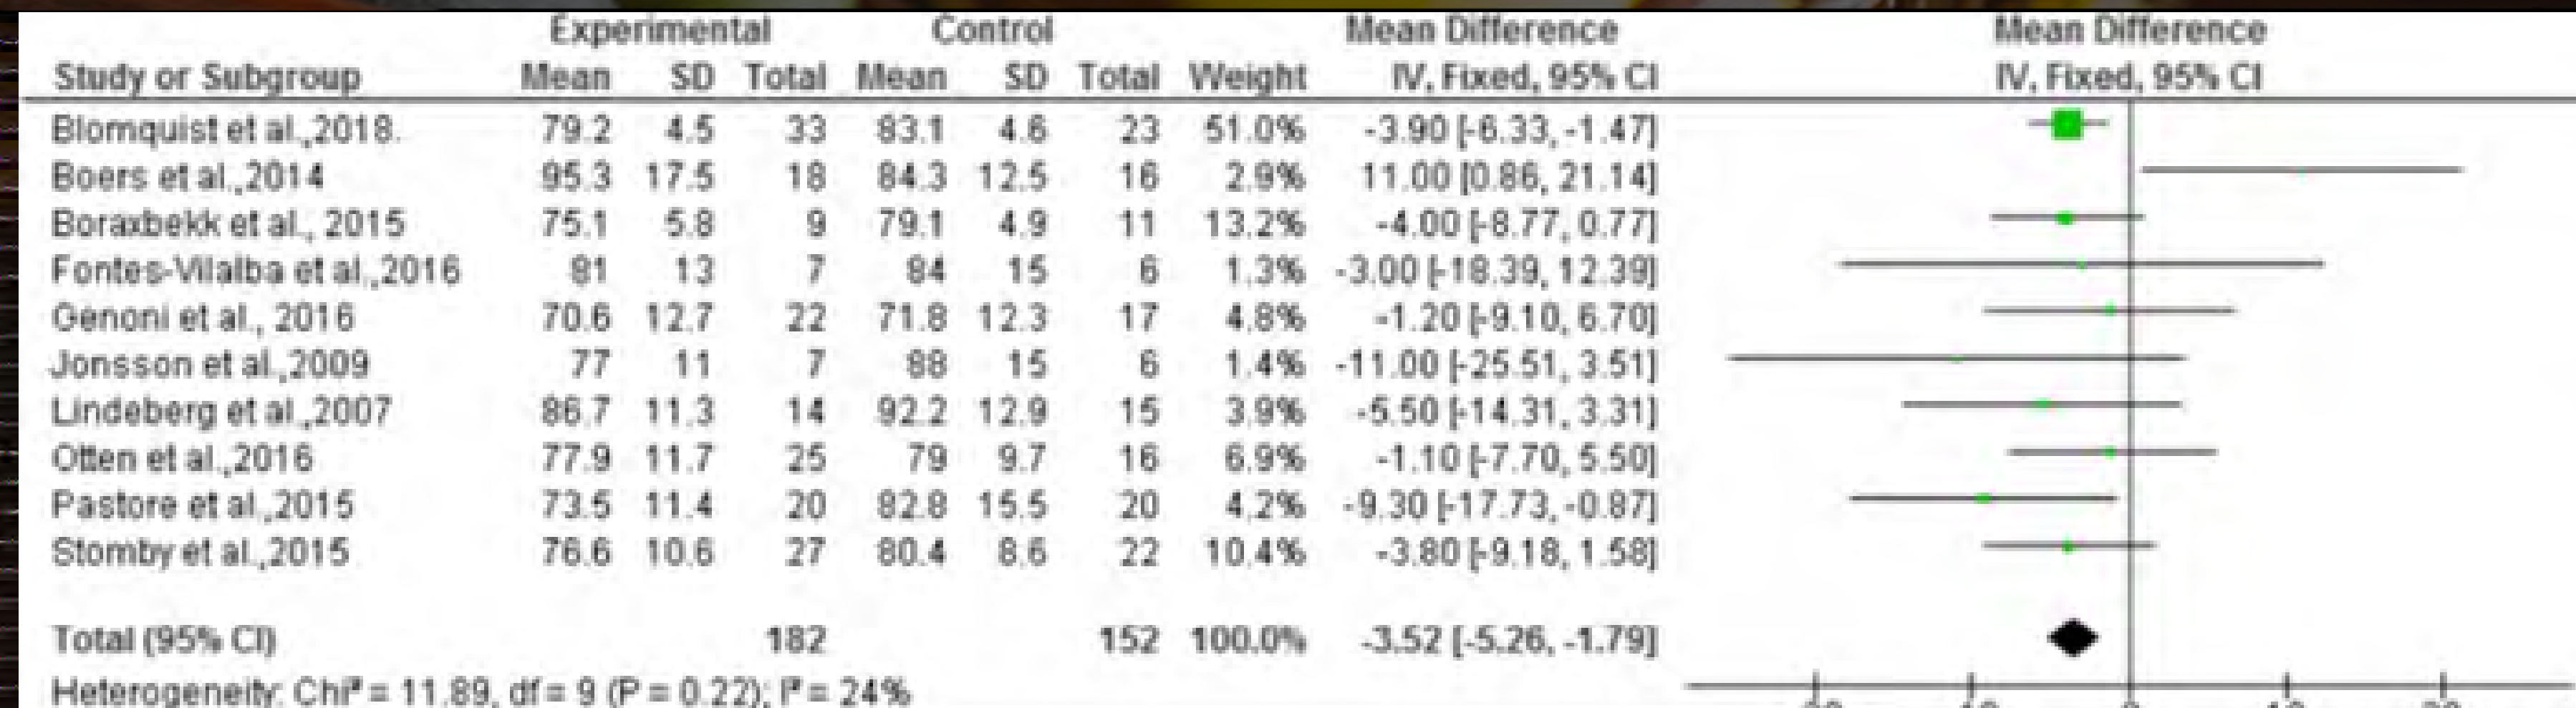 Experimental Control Mean Difference Mean Difference
Study or Subgroup Mean SD Total Mean SD Total Weight IV, Fixed, 95% CI IV, Fixed, 95% CI
Blomquist et al.,2018. 79.2 4.5 33 83.1 4.6 23 51.0% -3.90 [-6.33, -1.47]
Boers et al.,2014 95.3 17.5 18 84.3 12.5 16 2.9% 11.00 [0.86, 21.14]
Boraxbekk et al., 2015 75.1 5.8 9 79.1 4.9 11 13.2% -4.00 [-8.77, 0.77]
Fontes-Vilalba et al.,2016 81 13 7 84 15 6 1.3% -3.00 [-18.39, 12.39]
Genoni et al., 2016 70.6 12.7 22 71.8 12.3 17 4.8% -1.20 [-9.10, 6.70]
Jonsson et al.,2009 77 11 7 88 15 6 1.4% -11.00 [-25.51, 3.51]
Lindeberg et al.,2007 86.7 11.3 14 92.2 12.9 15 3.9% -5.50 [-14.31, 3.31]
Otten et al.,2016 77.9 11.7 25 79 9.7 16 6.9% -1.10 [-7.70, 5.50]
Pastore et al.,2015 73.5 11.4 20 82.8 15.5 20 4.2% -9.30 [-17.73, -0.87]
Stomby et al.,2015 76.6 10.6 27 80.4 8.6 22 10.4% -3.80 [-9.18, 1.58]
Total (95% CI) 182 152 100.0% -3.52 [-5.26, -1.79]
Heterogeneity: Chi² = 11.89, df = 9 (P = 0.22); I² = 24%